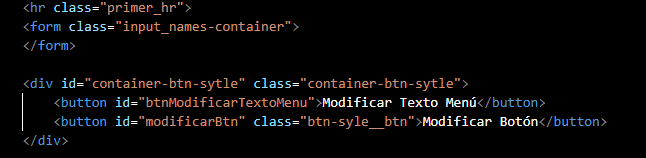 <hr class="primer_hr">
<form class="input_names-container">
</form>
<div id="container-btn-sytle" class="container-btn-sytle">
<button id="btnModificarTextoMenu">Modificar Texto Menú</button>
<button id="modificarBtn" class="btn-syle__btn">Modificar Botón</button>
</div>